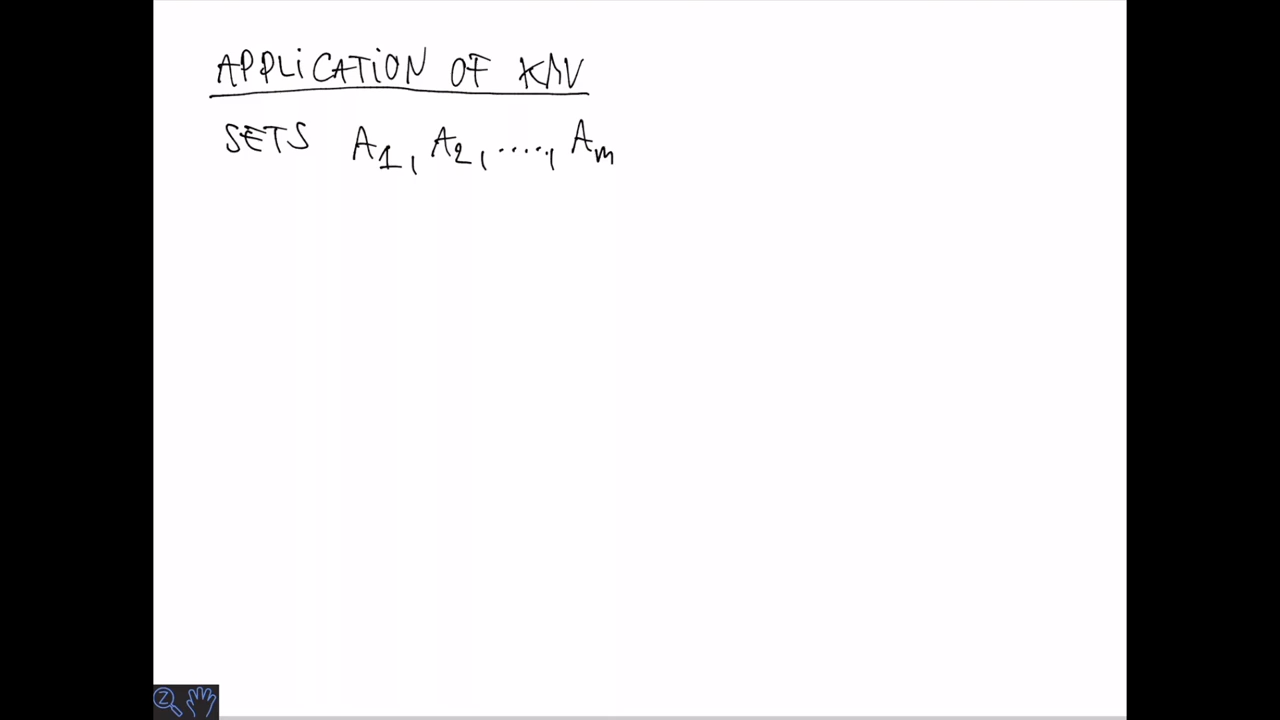 APPLiCATiON OF KMV
SETS A1, A2, ....., Am